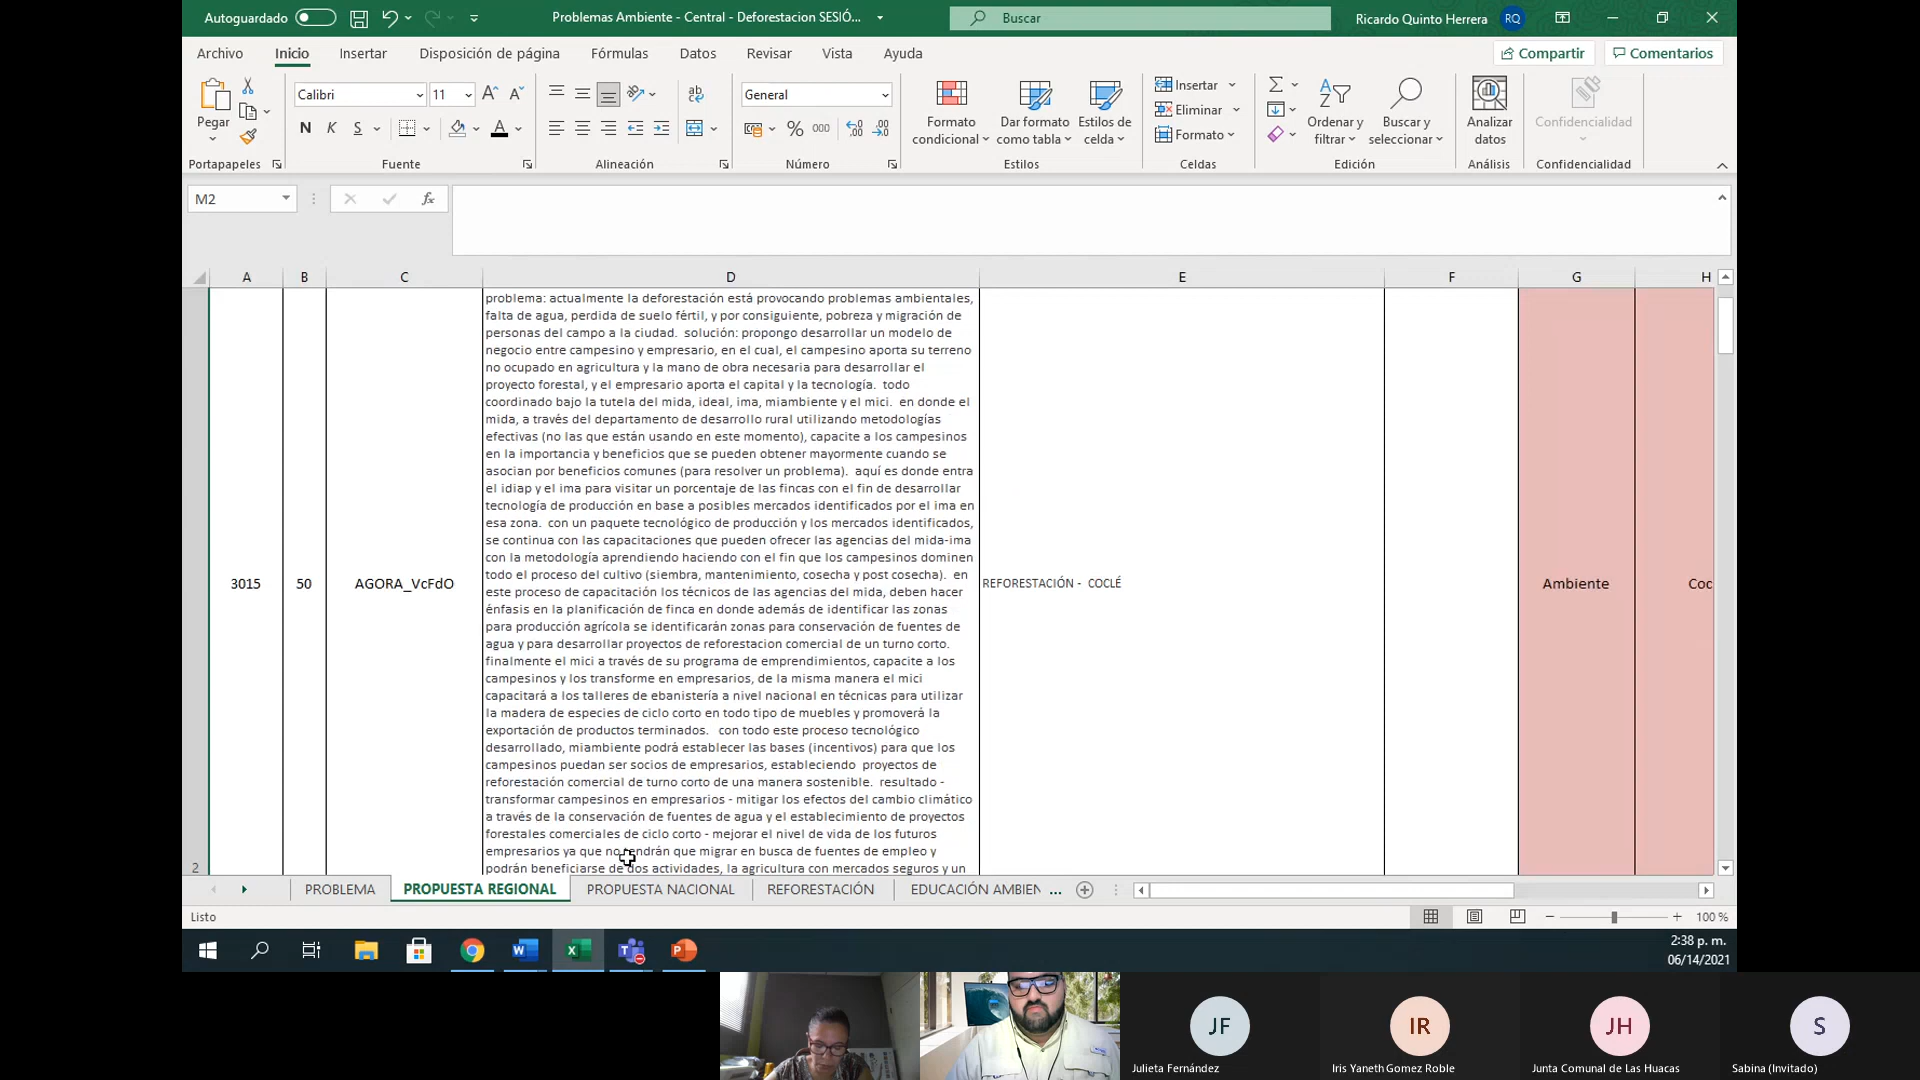 Autoguardado
Problemas Ambiente - Central - Deforestacion SESIÓ...
Buscar
Ricardo Quinto Herrera
RQ
Archivo Inicio Insertar Disposición de página Fórmulas Datos Revisar Vista Ayuda
Compartir
Comentarios
Pegar
Calibri
11
N K S
ab
General
% 000
Formato condicional
Dar formato como tabla
Estilos de celda
Insertar
Eliminar
Formato
Ordenar y filtrar
Buscar y seleccionar
Analizar datos
Confidencialidad
Portapapeles Fuente Alineación Número Estilos Celdas Edición Análisis Confidencialidad
M2
fx
A B C D E F G H
problema: actualmente la deforestación está provocando problemas ambientales,
falta de agua, perdida de suelo fértil, y por consiguiente, pobreza y migración de
personas del campo a la ciudad. solución: propongo desarrollar un modelo de
negocio entre campesino y empresario, en el cual, el campesino aporta su terreno
no ocupado en agricultura y la mano de obra necesaria para desarrollar el
proyecto forestal, y el empresario aporta el capital y la tecnología. todo
coordinado bajo la tutela del mida, ideal, ima, miambiente y el mici. en donde el
mida, a través del departamento de desarrollo rural utilizando metodologías
efectivas (no las que están usando en este momento), capacite a los campesinos
en la importancia y beneficios que se pueden obtener mayormente cuando se
asocian por beneficios comunes (para resolver un problema). aquí es donde entra
el idiap y el ima para visitar un porcentaje de las fincas con el fin de desarrollar
tecnología de producción en base a posibles mercados identificados por el ima en
esa zona. con un paquete tecnológico de producción y los mercados identificados,
se continua con las capacitaciones que pueden ofrecer las agencias del mida-ima
con la metodología aprendiendo haciendo con el fin que los campesinos dominen
todo el proceso del cultivo (siembra, mantenimiento, cosecha y post cosecha). en
este proceso de capacitación los técnicos de las agencias del mida, deben hacer
énfasis en la planificación de finca en donde además de identificar las zonas
para producción agrícola se identificarán zonas para conservación de fuentes de
agua y para desarrollar proyectos de reforestacion comercial de un turno corto.
finalmente el mici a través de su programa de emprendimientos, capacite a los
campesinos y los transforme en empresarios, de la misma manera el mici
capacitará a los talleres de ebanistería a nivel nacional en técnicas para utilizar
la madera de especies de ciclo corto en todo tipo de muebles y promoverá la
exportación de productos terminados. con todo este proceso tecnológico
desarrollado, miambiente podrá establecer las bases (incentivos) para que los
campesinos puedan ser socios de empresarios, estableciendo proyectos de
reforestación comercial de turno corto de una manera sostenible. resultado -
transformar campesinos en empresarios - mitigar los efectos del cambio climático
a través de la conservación de fuentes de agua y el establecimiento de proyectos
forestales comerciales de ciclo corto - mejorar el nivel de vida de los futuros
empresarios ya que no tendrán que migrar en busca de fuentes de empleo y
podrán beneficiarse de dos actividades, la agricultura con mercados seguros y un
2
3015
50
AGORA_VcFdO
REFORESTACIÓN - COCLÉ
Ambiente
Coc
PROBLEMA PROPUESTA REGIONAL PROPUESTA NACIONAL REFORESTACIÓN EDUCACIÓN AMBIEN ...
Listo
100 %
2:38 p. m.
06/14/2021
JF
Julieta Fernández
IR
Iris Yaneth Gomez Roble
JH
Junta Comunal de Las Huacas
S
Sabina (Invitado)